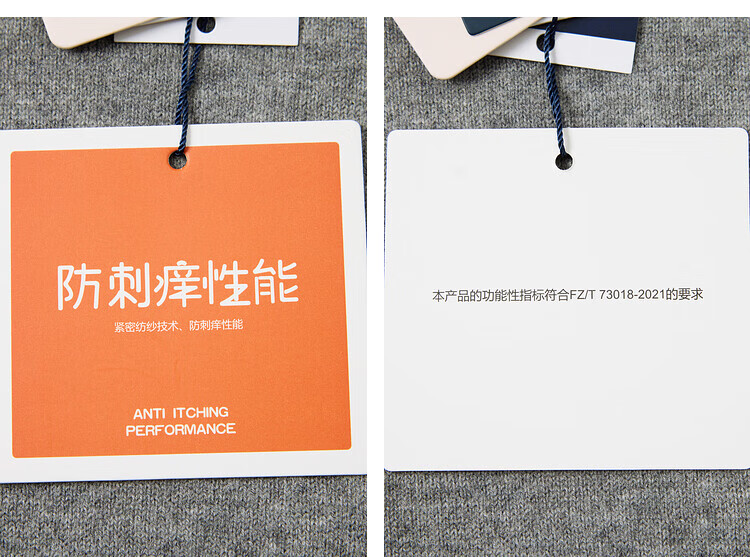 防刺痒性能
紧密纺纱技术、防刺痒性能
ANTI ITCHING
PERFORMANCE
本产品的功能性指标符合FZ/T 73018-2021的要求